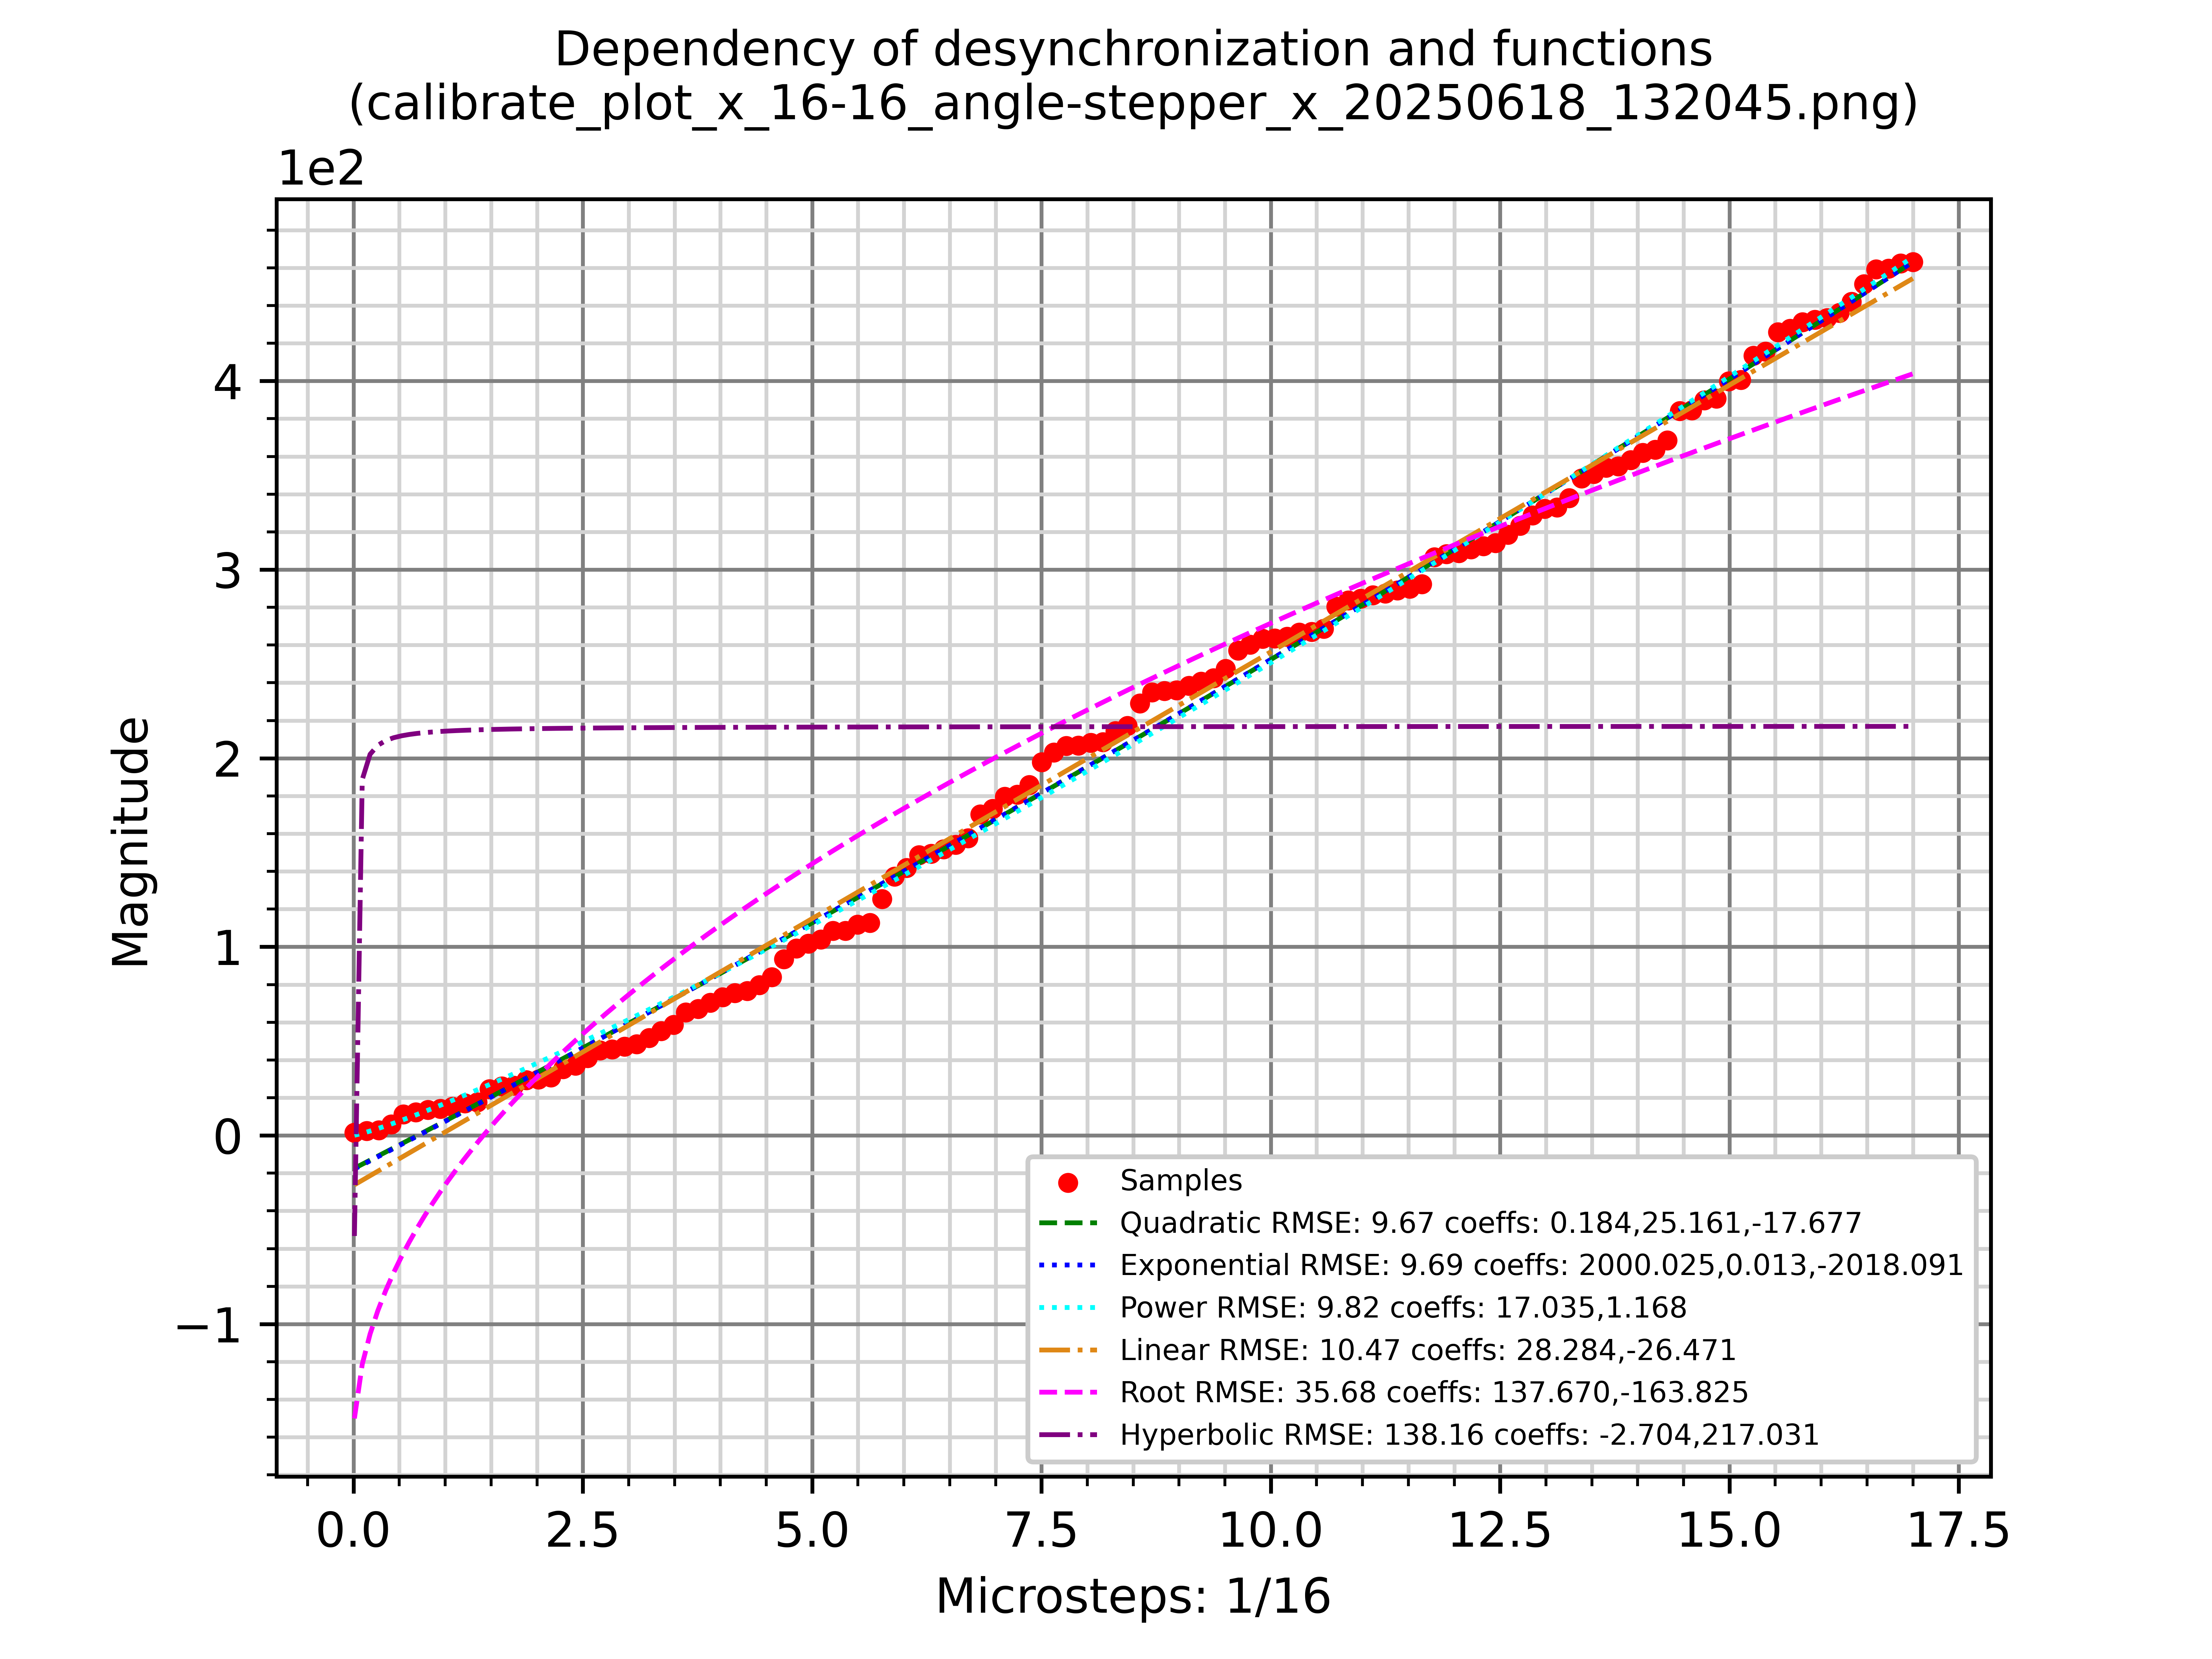 Dependency of desynchronization and functions
(calibrate_plot_x_16-16_angle-stepper_x_20250618_132045.png)
1e2
4
3
2
1
0
−1
Magnitude
Samples
Quadratic RMSE: 9.67 coeffs: 0.184,25.161,-17.677
Exponential RMSE: 9.69 coeffs: 2000.025,0.013,-2018.091
Power RMSE: 9.82 coeffs: 17.035,1.168
Linear RMSE: 10.47 coeffs: 28.284,-26.471
Root RMSE: 35.68 coeffs: 137.670,-163.825
Hyperbolic RMSE: 138.16 coeffs: -2.704,217.031
0.0 2.5 5.0 7.5 10.0 12.5 15.0 17.5
Microsteps: 1/16